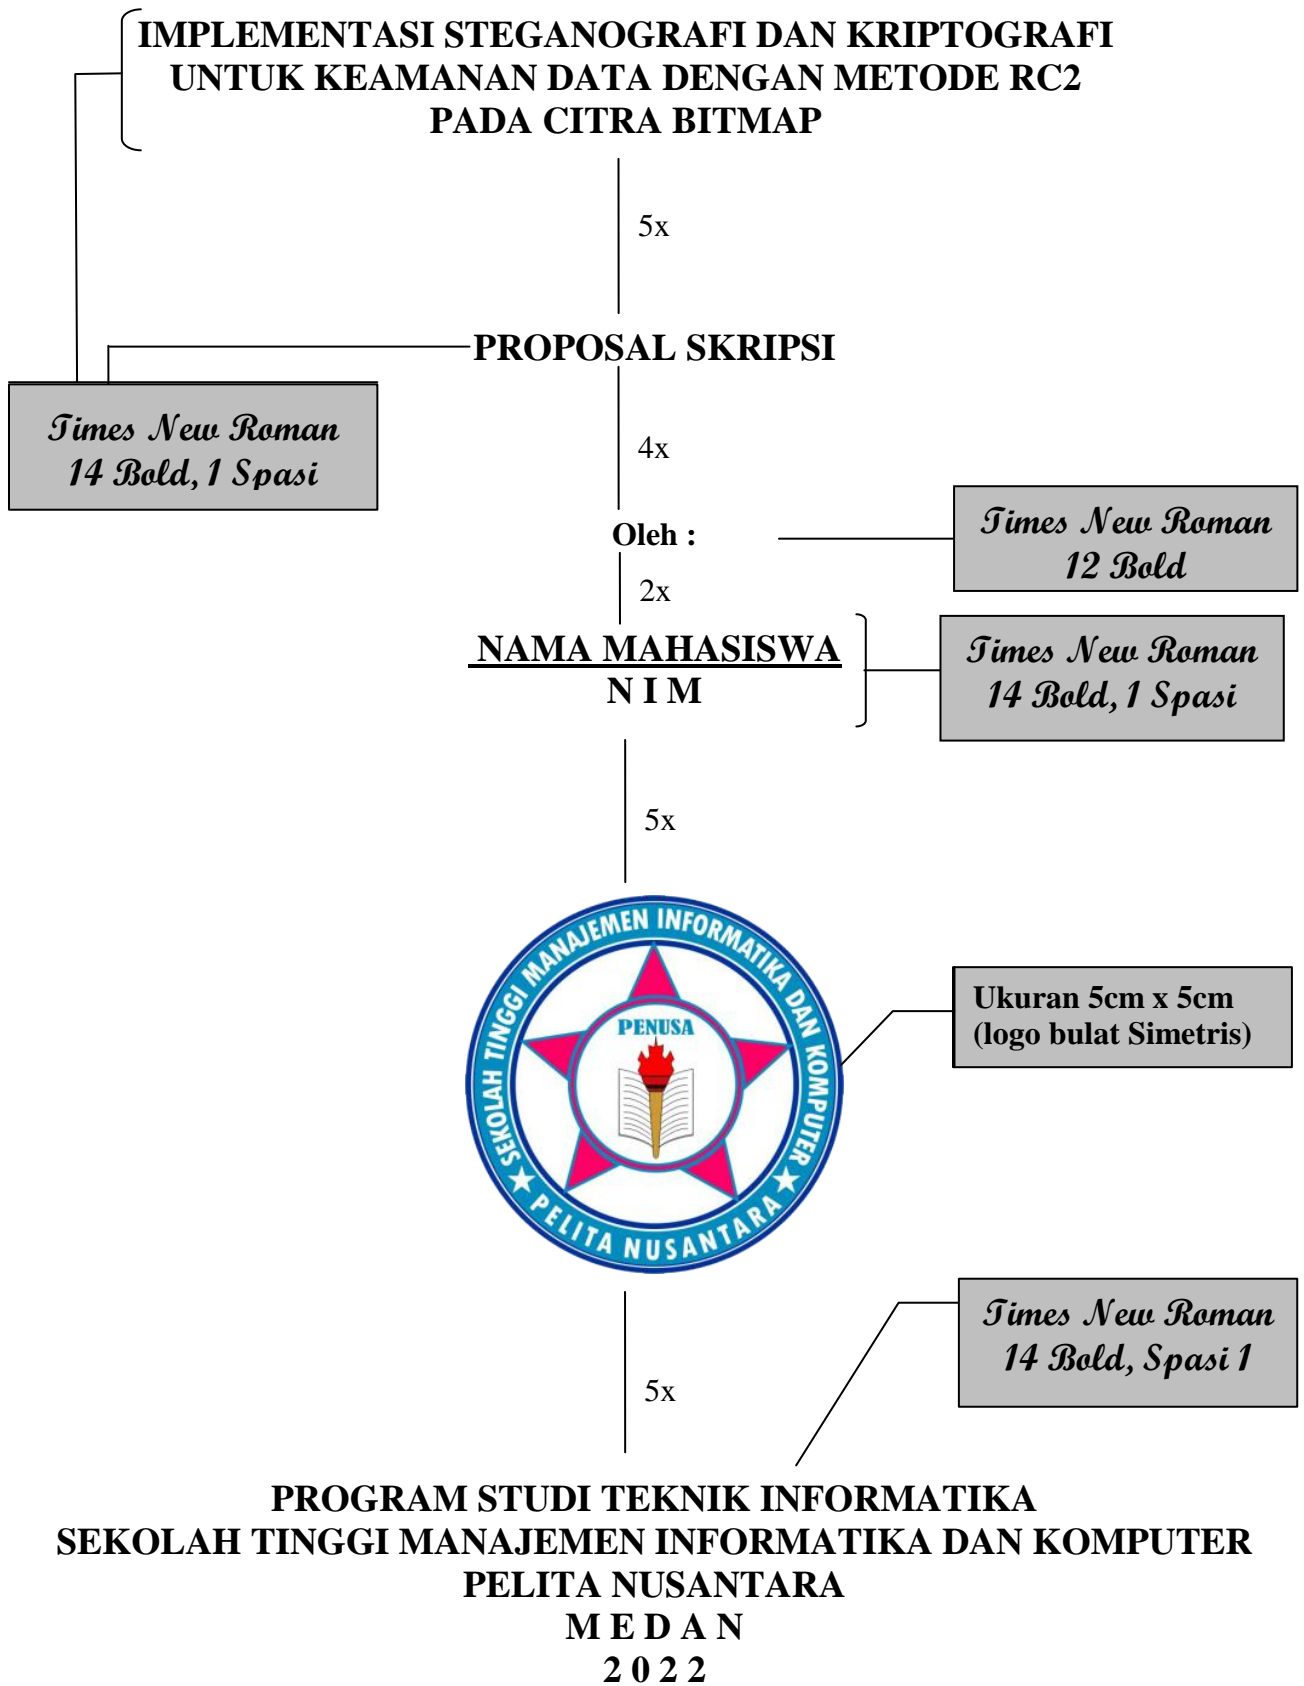 IMPLEMENTASI STEGANOGRAFI DAN KRIPTOGRAFI
UNTUK KEAMANAN DATA DENGAN METODE RC2
PADA CITRA BITMAP
5x
PROPOSAL SKRIPSI
Times New Roman
14 Bold, 1 Spasi
4x
Oleh :
Times New Roman
12 Bold
2x
NAMA MAHASISWA
N I M
Times New Roman
14 Bold, 1 Spasi
5x
SEKOLAH TINGGI MANAJEMEN INFORMATIKA DAN KOMPUTER
PENUSA
★ PELITA NUSANTARA ★
Ukuran 5cm x 5cm
(logo bulat Simetris)
Times New Roman
14 Bold, Spasi 1
5x
PROGRAM STUDI TEKNIK INFORMATIKA
SEKOLAH TINGGI MANAJEMEN INFORMATIKA DAN KOMPUTER
PELITA NUSANTARA
M E D A N
2 0 2 2